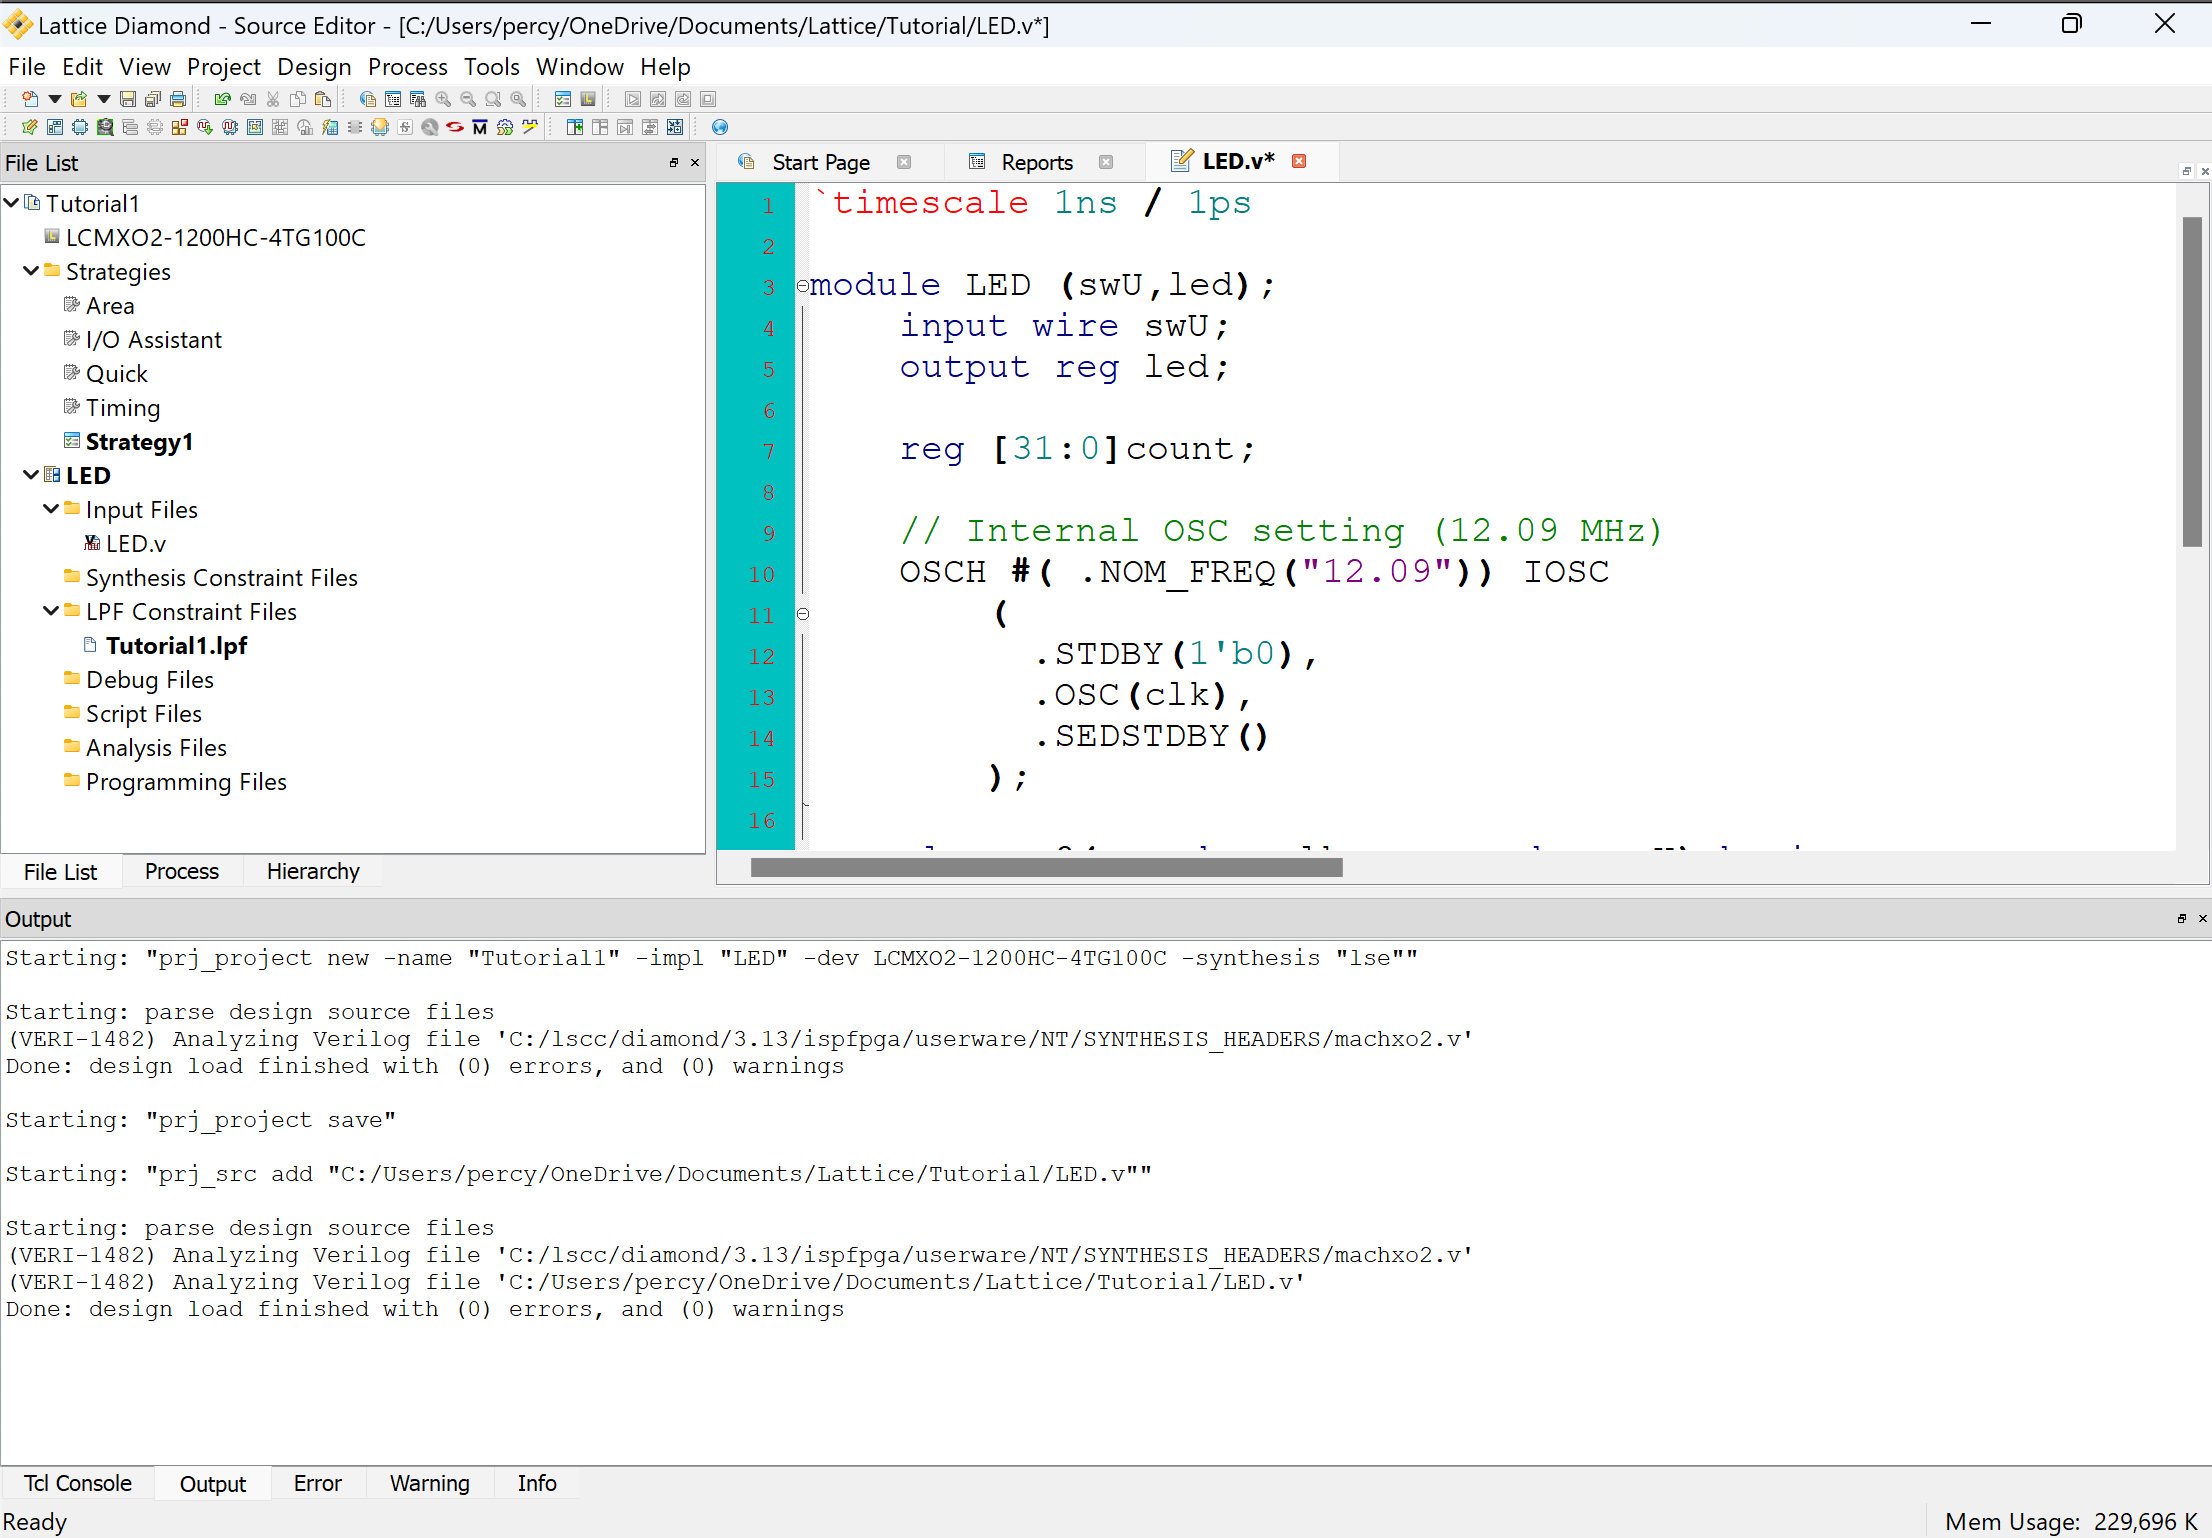 Lattice Diamond - Source Editor - [C:/Users/percy/OneDrive/Documents/Lattice/Tutorial/LED.v*]
File Edit View Project Design Process Tools Window Help
File List
Tutorial1
LCMXO2-1200HC-4TG100C
Strategies
Area
I/O Assistant
Quick
Timing
Strategy1
LED
Input Files
LED.v
Synthesis Constraint Files
LPF Constraint Files
Tutorial1.lpf
Debug Files
Script Files
Analysis Files
Programming Files
File List Process Hierarchy
Start Page Reports LED.v*
1 `timescale 1ns / 1ps
2
3 module LED (swU,led);
4 input wire swU;
5 output reg led;
6
7 reg [31:0]count;
8
9 // Internal OSC setting (12.09 MHz)
10 OSCH #( .NOM_FREQ("12.09")) IOSC
11 (
12 .STDBY(1'b0),
13 .OSC(clk),
14 .SEDSTDBY()
15 );
16
Output
Starting: "prj_project new -name "Tutorial1" -impl "LED" -dev LCMXO2-1200HC-4TG100C -synthesis "lse""
Starting: parse design source files
(VERI-1482) Analyzing Verilog file 'C:/lscc/diamond/3.13/ispfpga/userware/NT/SYNTHESIS_HEADERS/machxo2.v'
Done: design load finished with (0) errors, and (0) warnings
Starting: "prj_project save"
Starting: "prj_src add "C:/Users/percy/OneDrive/Documents/Lattice/Tutorial/LED.v""
Starting: parse design source files
(VERI-1482) Analyzing Verilog file 'C:/lscc/diamond/3.13/ispfpga/userware/NT/SYNTHESIS_HEADERS/machxo2.v'
(VERI-1482) Analyzing Verilog file 'C:/Users/percy/OneDrive/Documents/Lattice/Tutorial/LED.v'
Done: design load finished with (0) errors, and (0) warnings
Tcl Console Output Error Warning Info
Ready Mem Usage: 229,696 K